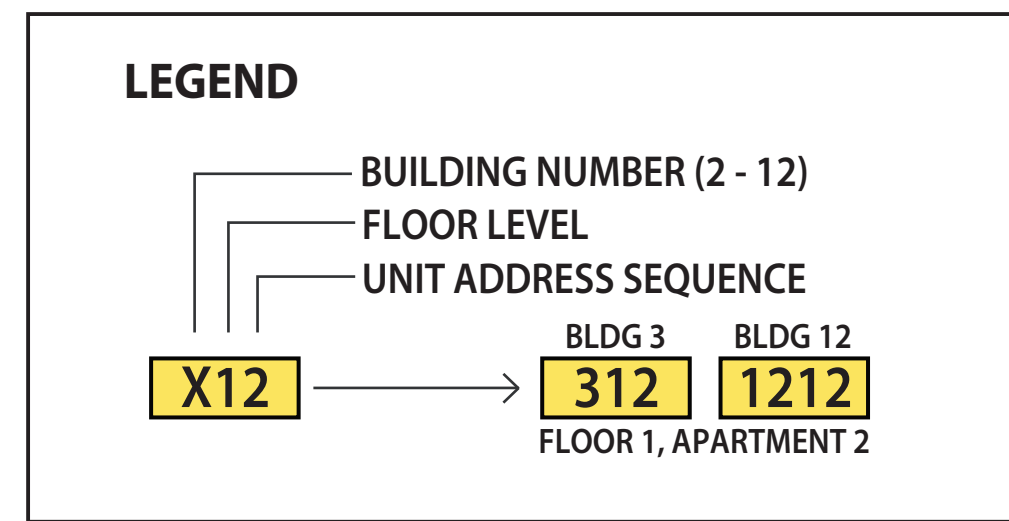 LEGEND
BUILDING NUMBER (2 - 12)
FLOOR LEVEL
UNIT ADDRESS SEQUENCE
BLDG 3 BLDG 12
X12 312 1212
FLOOR 1, APARTMENT 2